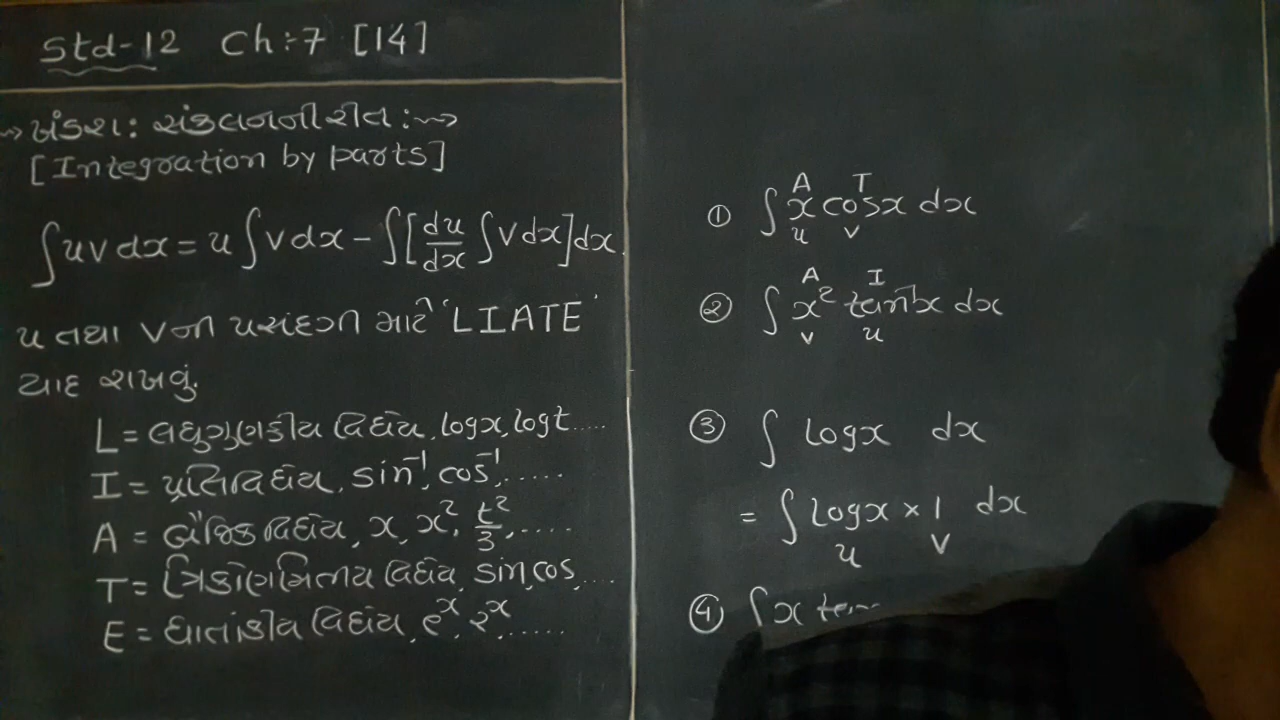 Std-12 Ch:7 [14]
→ ખંડશ: સંકલનની રીત :→
[Integration by parts]
∫uv dx = u ∫v dx - ∫[du/dx ∫v dx]dx.
u તથા v ની પસંદગી માટે 'LIATE'
યાદ રાખવું.
L = લઘુગુણકીય વિધેય, logx, logt.....
I = પ્રતિવિધેય, sin⁻¹, cos⁻¹,.....
A = બૈજિક વિધેય, x, x², t²/3,.....
T = ત્રિકોણમિતીય વિધેય, sin, cos,....
E = ઘાતાંકીય વિધેય, eˣ, 2ˣ,.....
A T
① ∫ x cosx dx
u v
A I
② ∫ x² tan⁻¹x dx
v u
③ ∫ logx dx
= ∫ logx × 1 dx
u v
④ ∫x